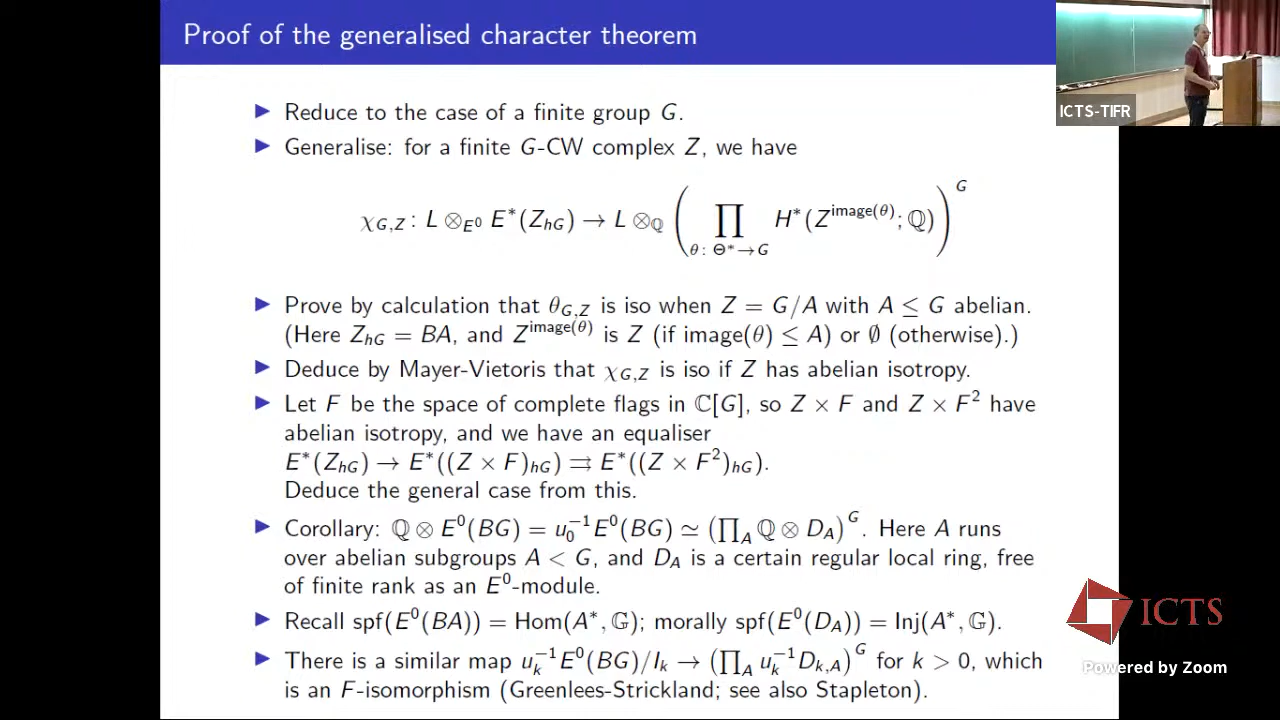 Proof of the generalised character theorem
ICTS-TIFR
▶ Reduce to the case of a finite group G.
▶ Generalise: for a finite G-CW complex Z, we have
χ_{G,Z} : L ⊗_{E^0} E^*(Z_{hG}) → L ⊗_ℚ (∏_{θ: Θ^*→G} H^*(Z^{image(θ)}; ℚ))^G
▶ Prove by calculation that θ_{G,Z} is iso when Z = G/A with A ≤ G abelian.
(Here Z_{hG} = BA, and Z^{image(θ)} is Z (if image(θ) ≤ A) or ∅ (otherwise).)
▶ Deduce by Mayer-Vietoris that χ_{G,Z} is iso if Z has abelian isotropy.
▶ Let F be the space of complete flags in ℂ[G], so Z × F and Z × F^2 have
abelian isotropy, and we have an equaliser
E^*(Z_{hG}) → E^*((Z × F)_{hG}) ⇉ E^*((Z × F^2)_{hG}).
Deduce the general case from this.
▶ Corollary: ℚ ⊗ E^0(BG) = u_0^{-1}E^0(BG) ≃ (∏_A ℚ ⊗ D_A)^G. Here A runs
over abelian subgroups A < G, and D_A is a certain regular local ring, free
of finite rank as an E^0-module.
▶ Recall spf(E^0(BA)) = Hom(A^*, 𝔾); morally spf(E^0(D_A)) = Inj(A^*, 𝔾).
▶ There is a similar map u_k^{-1}E^0(BG)/I_k → (∏_A u_k^{-1}D_{k,A})^G for k > 0, which
is an F-isomorphism (Greenlees-Strickland; see also Stapleton).
ICTS
Powered by Zoom